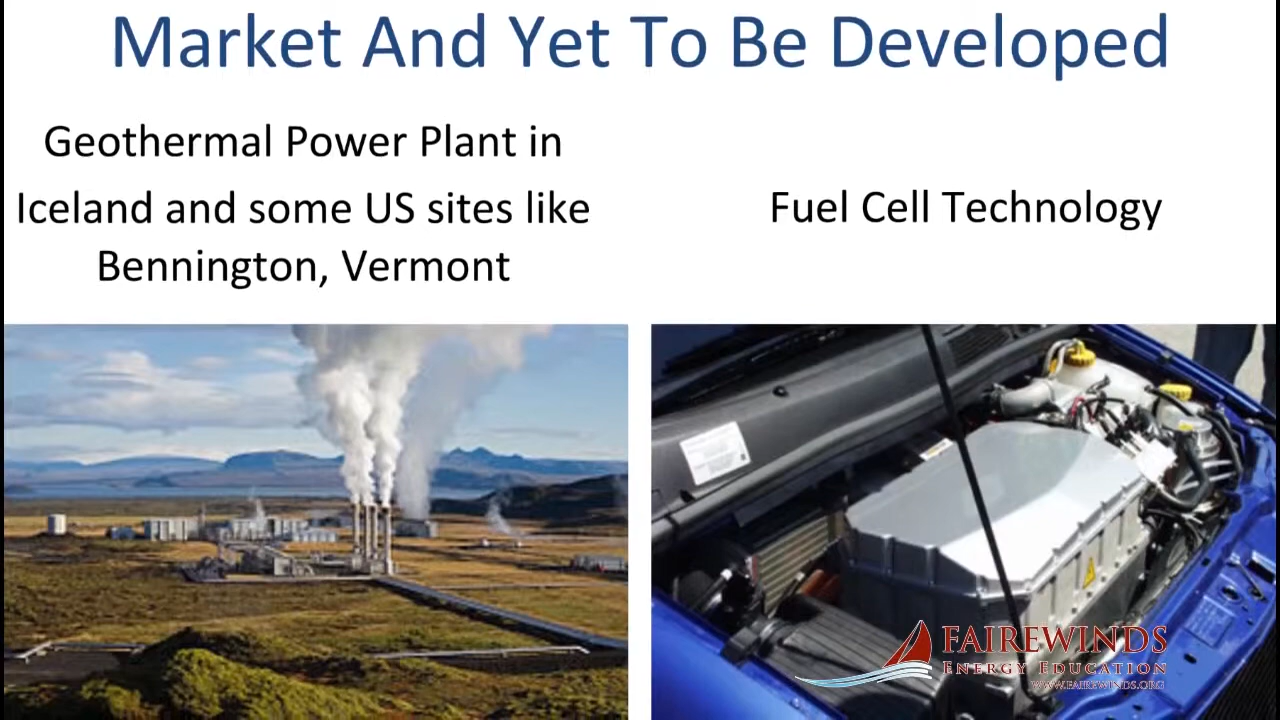 Market And Yet To Be Developed
Geothermal Power Plant in
Iceland and some US sites like
Bennington, Vermont
Fuel Cell Technology
FAIREWINDS
ENERGY EDUCATION
WWW.FAIREWINDS.ORG